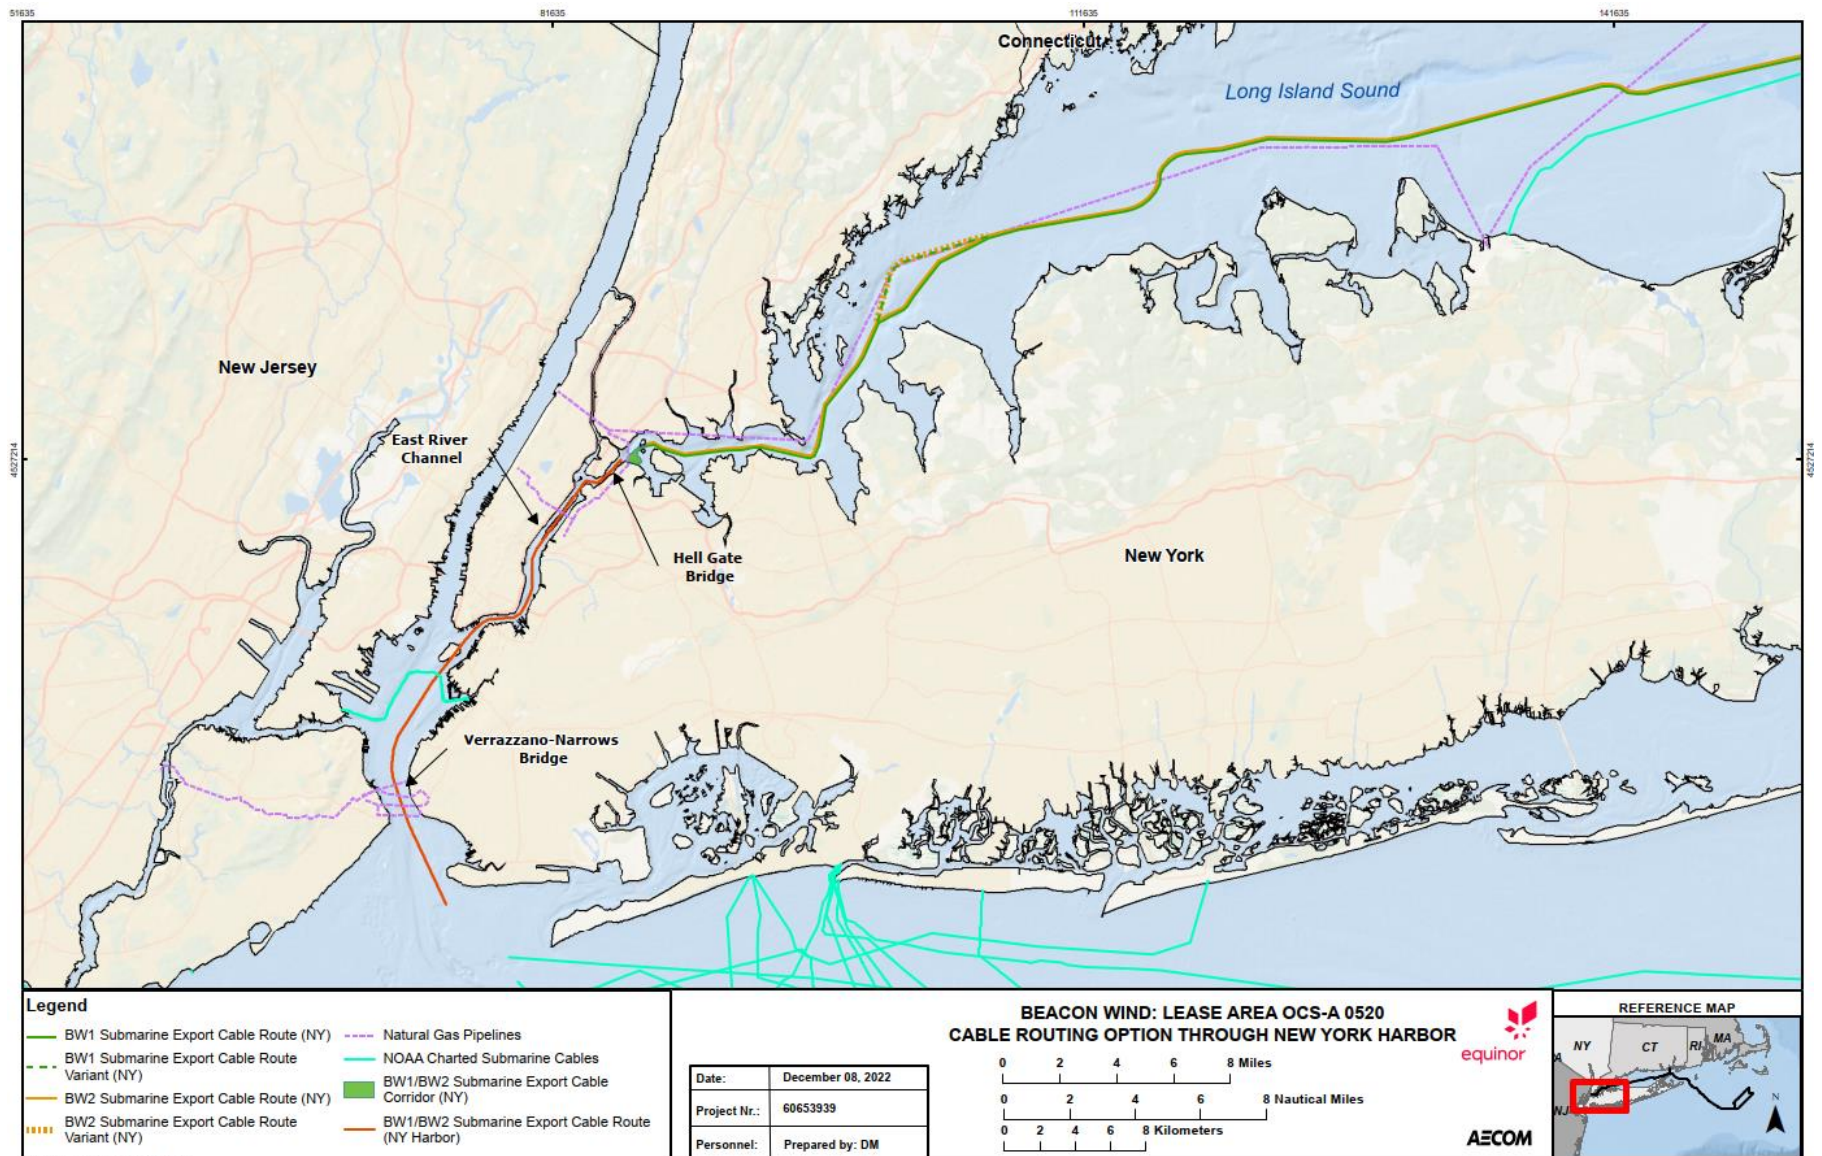 51635
81635
111635
141635
Connecticut
Long Island Sound
New Jersey
East River
Channel
4527214
4527214
Hell Gate
Bridge
New York
Verrazzano-Narrows
Bridge
Legend
BW1 Submarine Export Cable Route (NY)
BW1 Submarine Export Cable Route
Variant (NY)
BW2 Submarine Export Cable Route (NY)
BW2 Submarine Export Cable Route
Variant (NY)
Natural Gas Pipelines
NOAA Charted Submarine Cables
BW1/BW2 Submarine Export Cable
Corridor (NY)
BW1/BW2 Submarine Export Cable Route
(NY Harbor)
Date: December 08, 2022
Project Nr.: 60653939
Personnel: Prepared by: DM
BEACON WIND: LEASE AREA OCS-A 0520
CABLE ROUTING OPTION THROUGH NEW YORK HARBOR
0 2 4 6 8 Miles
0 2 4 6 8 Nautical Miles
0 2 4 6 8 Kilometers
equinor
AECOM
REFERENCE MAP
NY CT RI MA
A
NJ
N